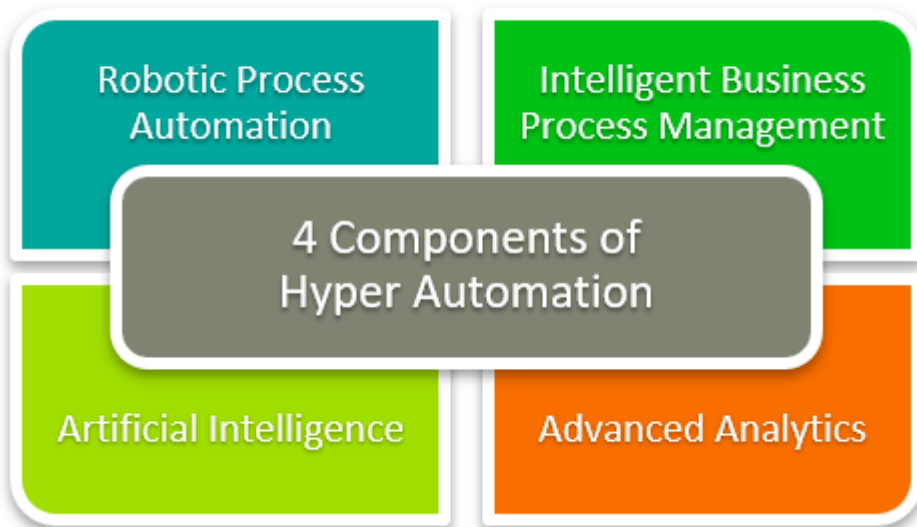 Robotic Process
Automation
Intelligent Business
Process Management
4 Components of
Hyper Automation
Artificial Intelligence
Advanced Analytics